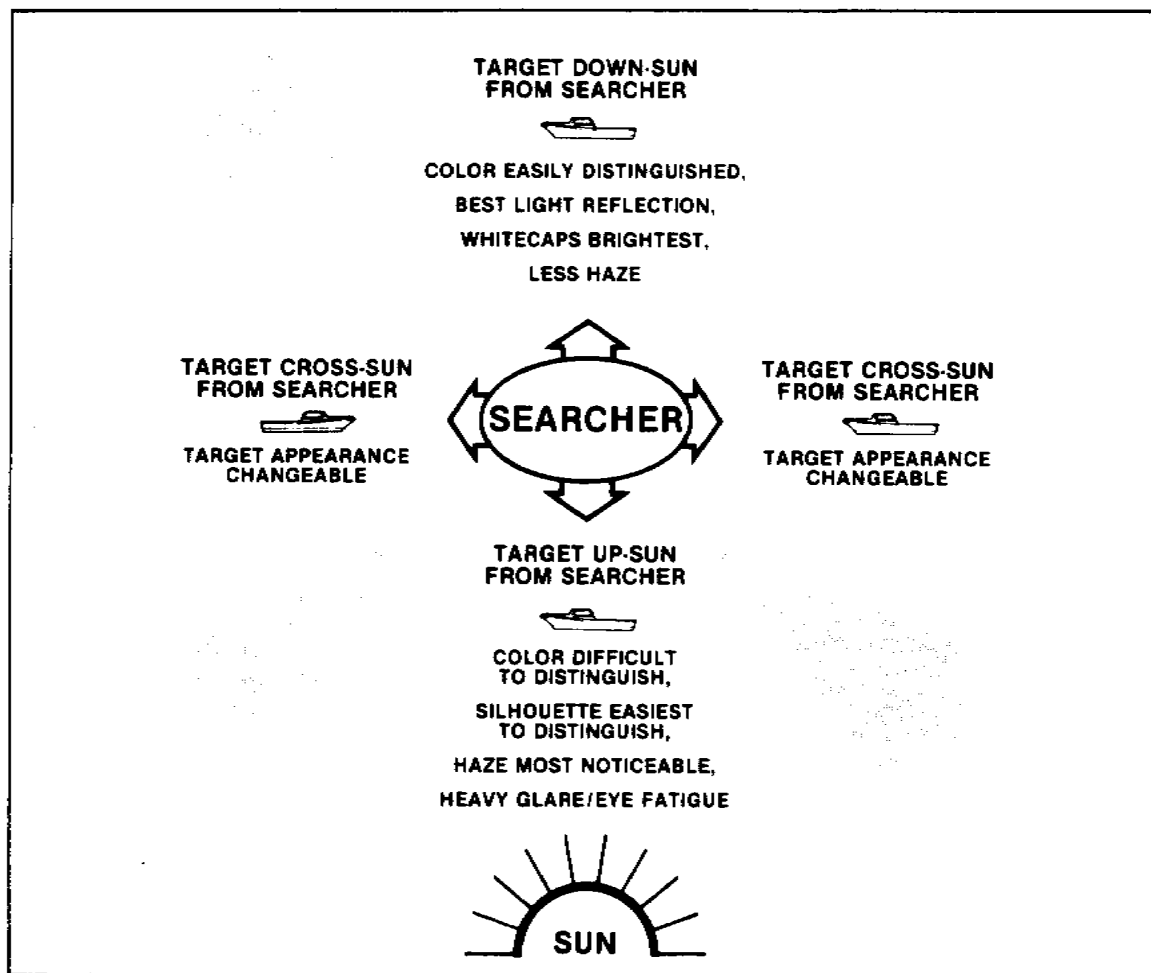 TARGET DOWN-SUN
FROM SEARCHER
COLOR EASILY DISTINGUISHED,
BEST LIGHT REFLECTION,
WHITECAPS BRIGHTEST,
LESS HAZE
TARGET CROSS-SUN
FROM SEARCHER
TARGET APPEARANCE
CHANGEABLE
SEARCHER
TARGET CROSS-SUN
FROM SEARCHER
TARGET APPEARANCE
CHANGEABLE
TARGET UP-SUN
FROM SEARCHER
COLOR DIFFICULT
TO DISTINGUISH,
SILHOUETTE EASIEST
TO DISTINGUISH,
HAZE MOST NOTICEABLE,
HEAVY GLARE/EYE FATIGUE
SUN